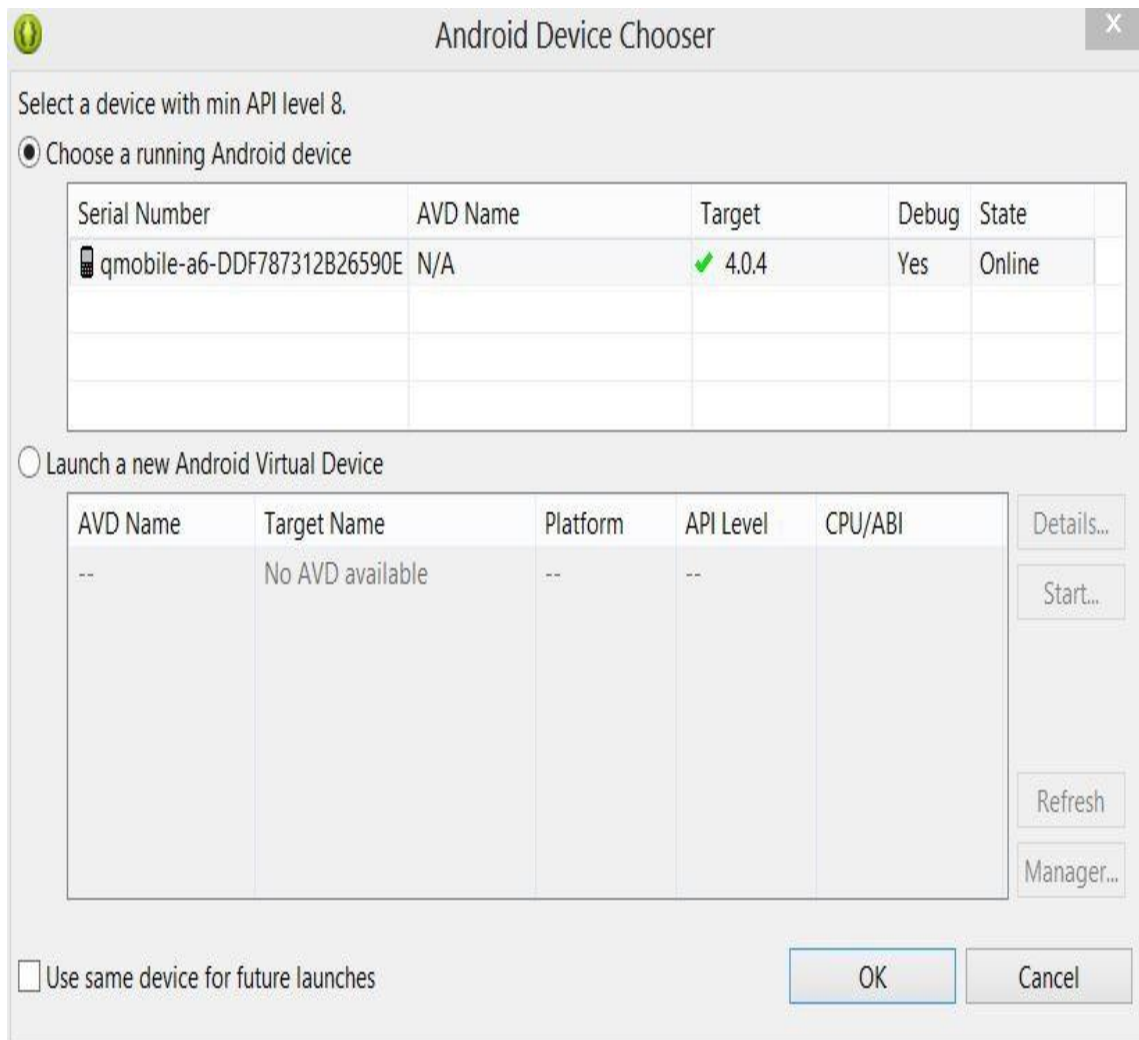 Android Device Chooser
X
Select a device with min API level 8.
Choose a running Android device
Serial Number AVD Name Target Debug State
qmobile-a6-DDF787312B26590E N/A 4.0.4 Yes Online
Launch a new Android Virtual Device
AVD Name Target Name Platform API Level CPU/ABI
Details...
-- No AVD available -- --
Start...
Refresh
Manager...
Use same device for future launches
OK Cancel